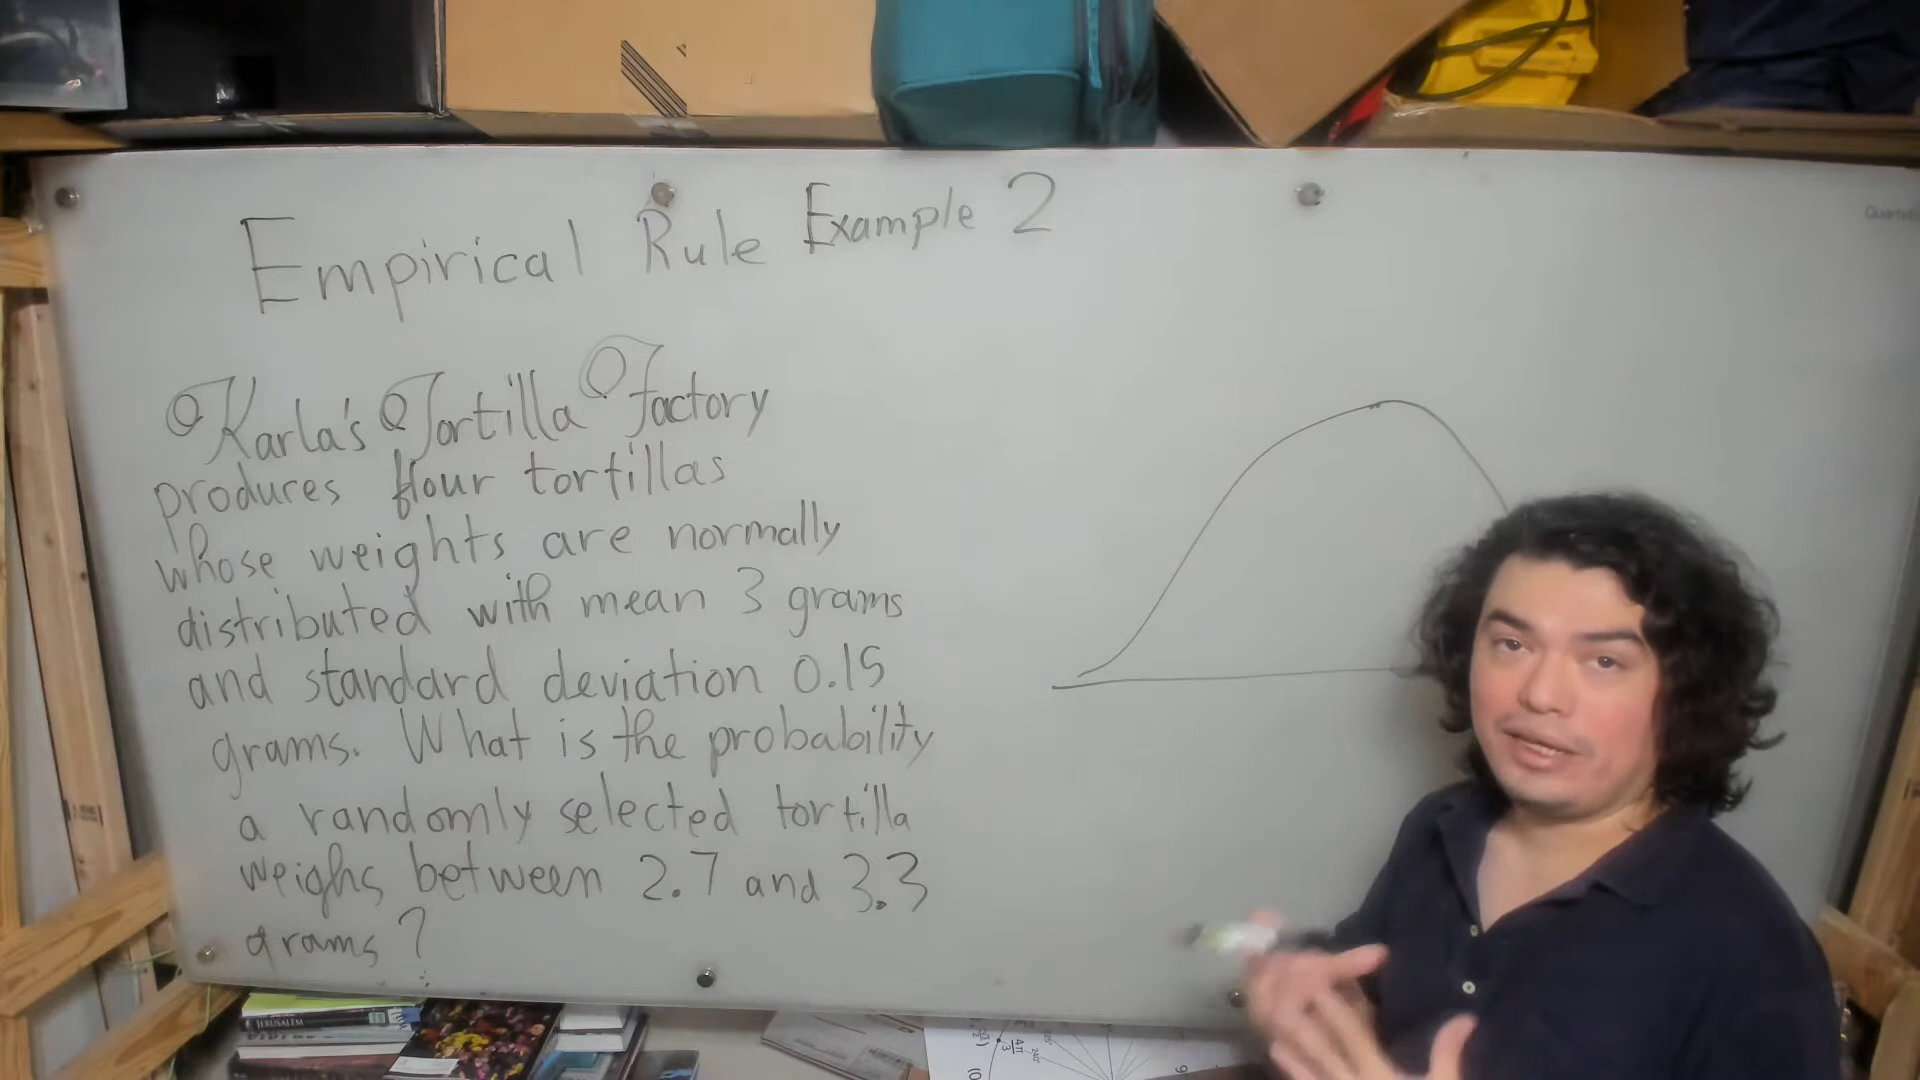 Empirical Rule Example 2
Karla's Tortilla Factory
produces flour tortillas
whose weights are normally
distributed with mean 3 grams
and standard deviation 0.15
grams. What is the probability
a randomly selected tortilla
weighs between 2.7 and 3.3
grams?
JERUSALEM